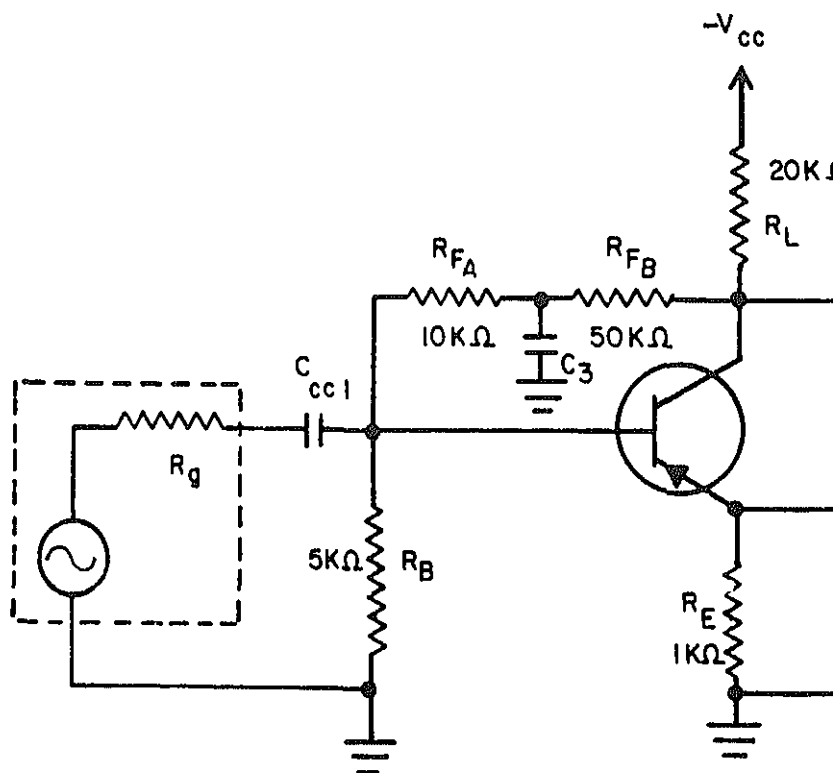 -Vcc
20KΩ
RL
RFA
RFB
10KΩ
50KΩ
C3
Ccc1
Rg
5KΩ
RB
RE
1KΩ